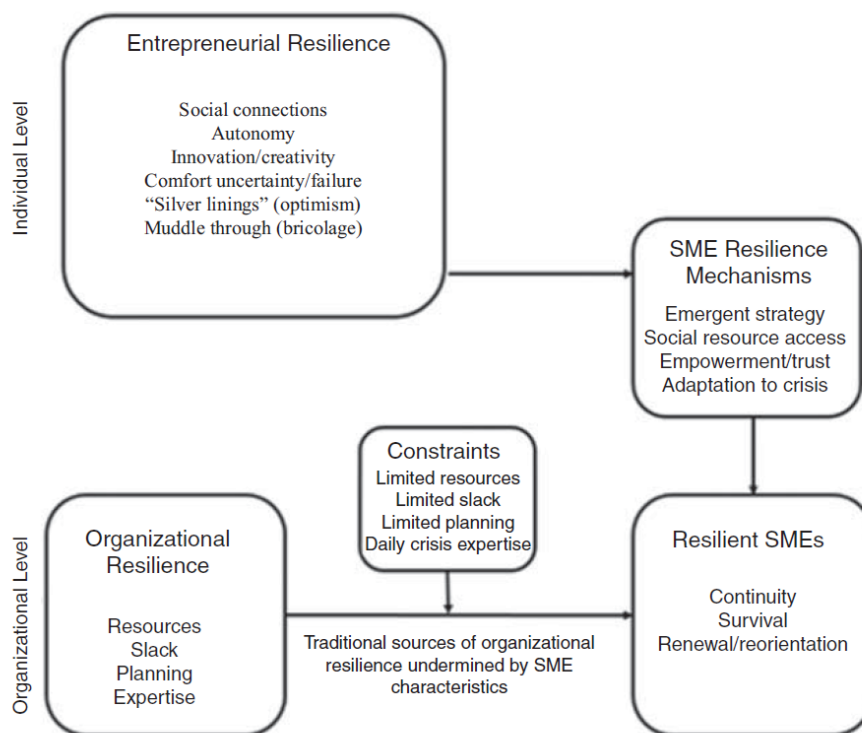 Individual Level
Entrepreneurial Resilience
Social connections
Autonomy
Innovation/creativity
Comfort uncertainty/failure
“Silver linings” (optimism)
Muddle through (bricolage)
SME Resilience
Mechanisms
Emergent strategy
Social resource access
Empowerment/trust
Adaptation to crisis
Organizational Level
Organizational
Resilience
Resources
Slack
Planning
Expertise
Constraints
Limited resources
Limited slack
Limited planning
Daily crisis expertise
Traditional sources of organizational
resilience undermined by SME
characteristics
Resilient SMEs
Continuity
Survival
Renewal/reorientation